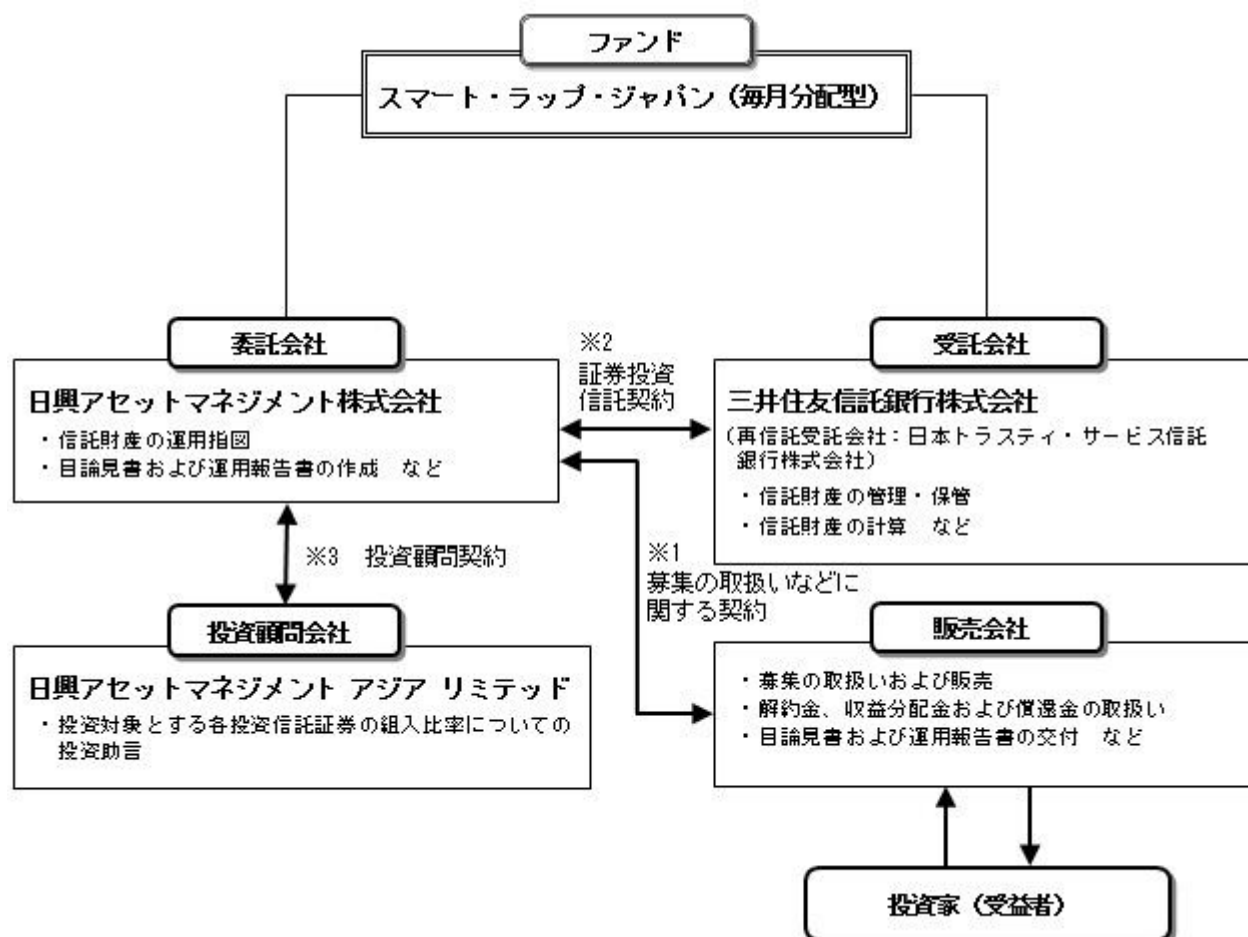 ファンド
スマート・ラップ・ジャパン（毎月分配型）
委託会社
日興アセットマネジメント株式会社
・信託財産の運用指図
・目論見書および運用報告書の作成　など
※2
証券投資
信託契約
受託会社
三井住友信託銀行株式会社
（再信託受託会社：日本トラスティ・サービス信託
銀行株式会社）
・信託財産の管理・保管
・信託財産の計算　など
※3　投資顧問契約
※1
募集の取扱いなどに
関する契約
投資顧問会社
日興アセットマネジメント アジア リミテッド
・投資対象とする各投資信託証券の組入比率についての
投資助言
販売会社
・募集の取扱いおよび販売
・解約金、収益分配金および償還金の取扱い
・目論見書および運用報告書の交付　など
投資家（受益者）